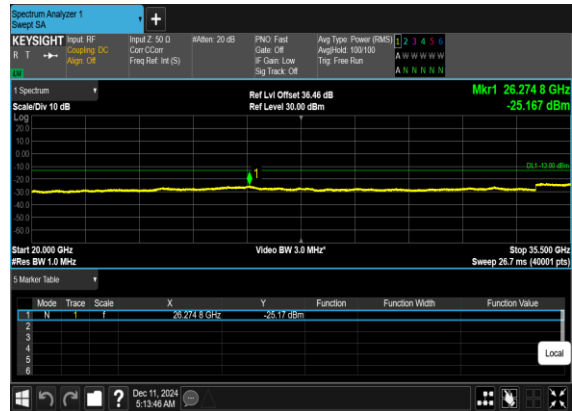 Spectrum Analyzer 1
Swept SA
+
KEYSIGHT Input: RF Input Z: 50 Ω #Atten: 20 dB PNO: Fast Avg Type: Power (RMS) 1 2 3 4 5 6
R T Coupling: DC Corr CCorr Gate: Off Avg|Hold: 100/100 A W W W W W
Align: Off Freq Ref: Int (S) IF Gain: Low Trig: Free Run
Sig Track: Off A N N N N N
1 Spectrum Ref Lvl Offset 36.46 dB Mkr1 26.274 8 GHz
Scale/Div 10 dB Ref Level 30.00 dBm -25.167 dBm
Log
20.0
10.0
0.00
-10.0 DL1 -13.00 dBm
-20.0 1
-30.0
-40.0
-50.0
-60.0
Start 20.000 GHz Video BW 3.0 MHz* Stop 35.500 GHz
#Res BW 1.0 MHz Sweep 26.7 ms (40001 pts)
5 Marker Table
Mode Trace Scale X Y Function Function Width Function Value
1 N 1 f 26.274 8 GHz -25.17 dBm
2
3
4
5
6
Local
? Dec 11, 2024
5:13:46 AM